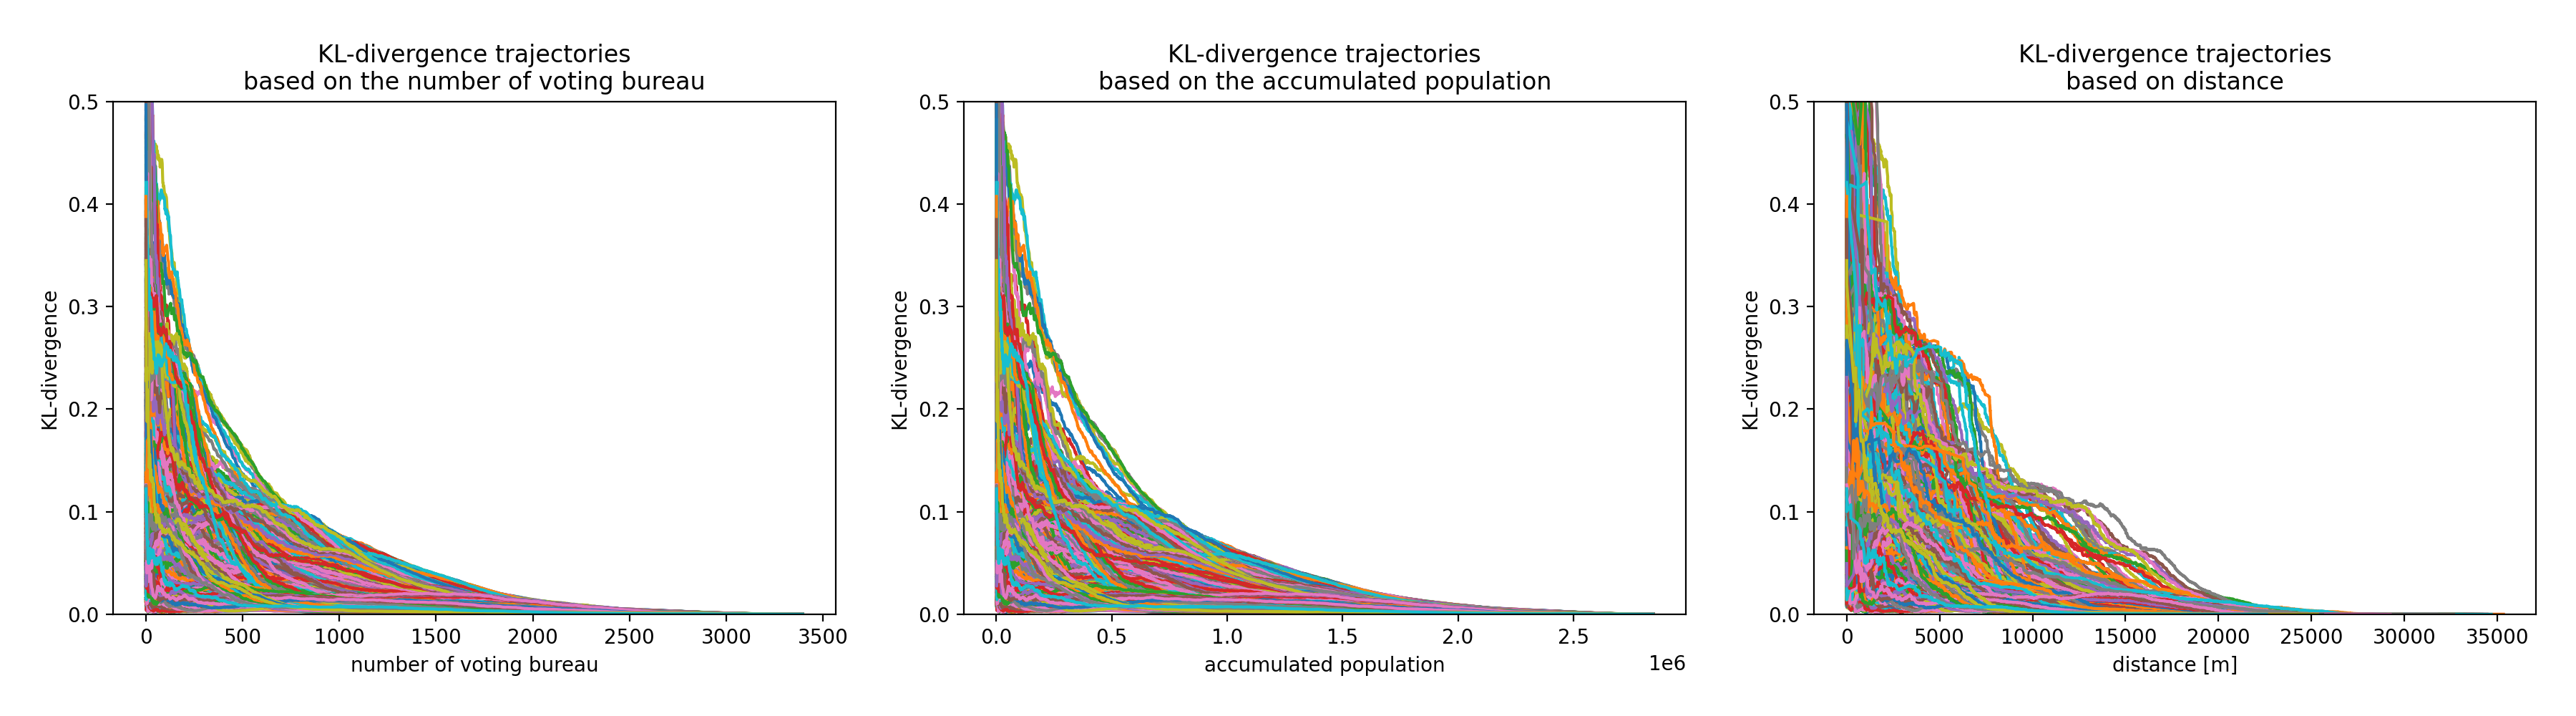 KL-divergence trajectories
based on the number of voting bureau
0.5
0.4
0.3
0.2
0.1
0.0
KL-divergence
0 500 1000 1500 2000 2500 3000 3500
number of voting bureau
KL-divergence trajectories
based on the accumulated population
0.5
0.4
0.3
0.2
0.1
0.0
KL-divergence
0.0 0.5 1.0 1.5 2.0 2.5
1e6
accumulated population
KL-divergence trajectories
based on distance
0.5
0.4
0.3
0.2
0.1
0.0
KL-divergence
0 5000 10000 15000 20000 25000 30000 35000
distance [m]